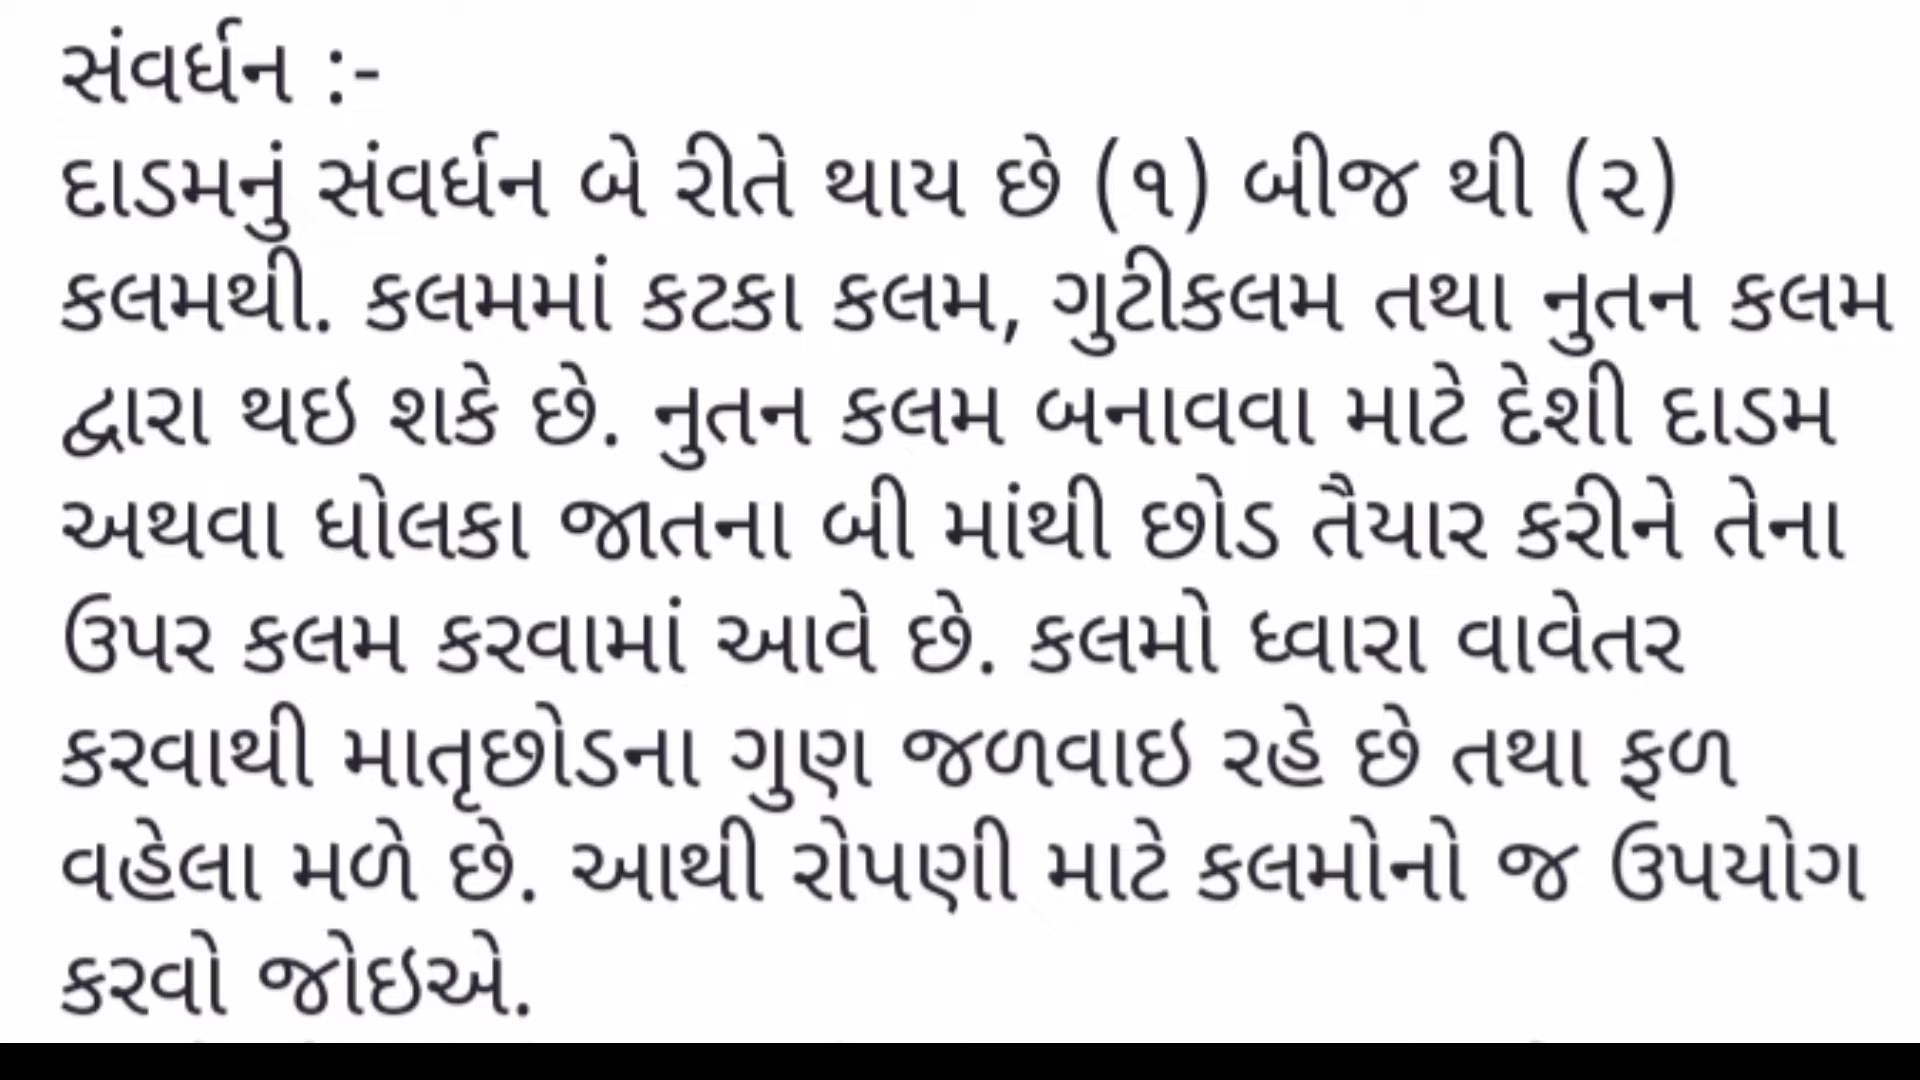 સંવર્ધન :-
દાડમનું સંવર્ધન બે રીતે થાય છે (૧) બીજ થી (૨)
કલમથી. કલમમાં કટકા કલમ, ગુટીકલમ તથા નુતન કલમ
દ્વારા થઇ શકે છે. નુતન કલમ બનાવવા માટે દેશી દાડમ
અથવા ધોલકા જાતના બી માંથી છોડ તૈયાર કરીને તેના
ઉપર કલમ કરવામાં આવે છે. કલમો ધ્વારા વાવેતર
કરવાથી માતૃછોડના ગુણ જળવાઇ રહે છે તથા ફળ
વહેલા મળે છે. આથી રોપણી માટે કલમોનો જ ઉપયોગ
કરવો જોઇએ.